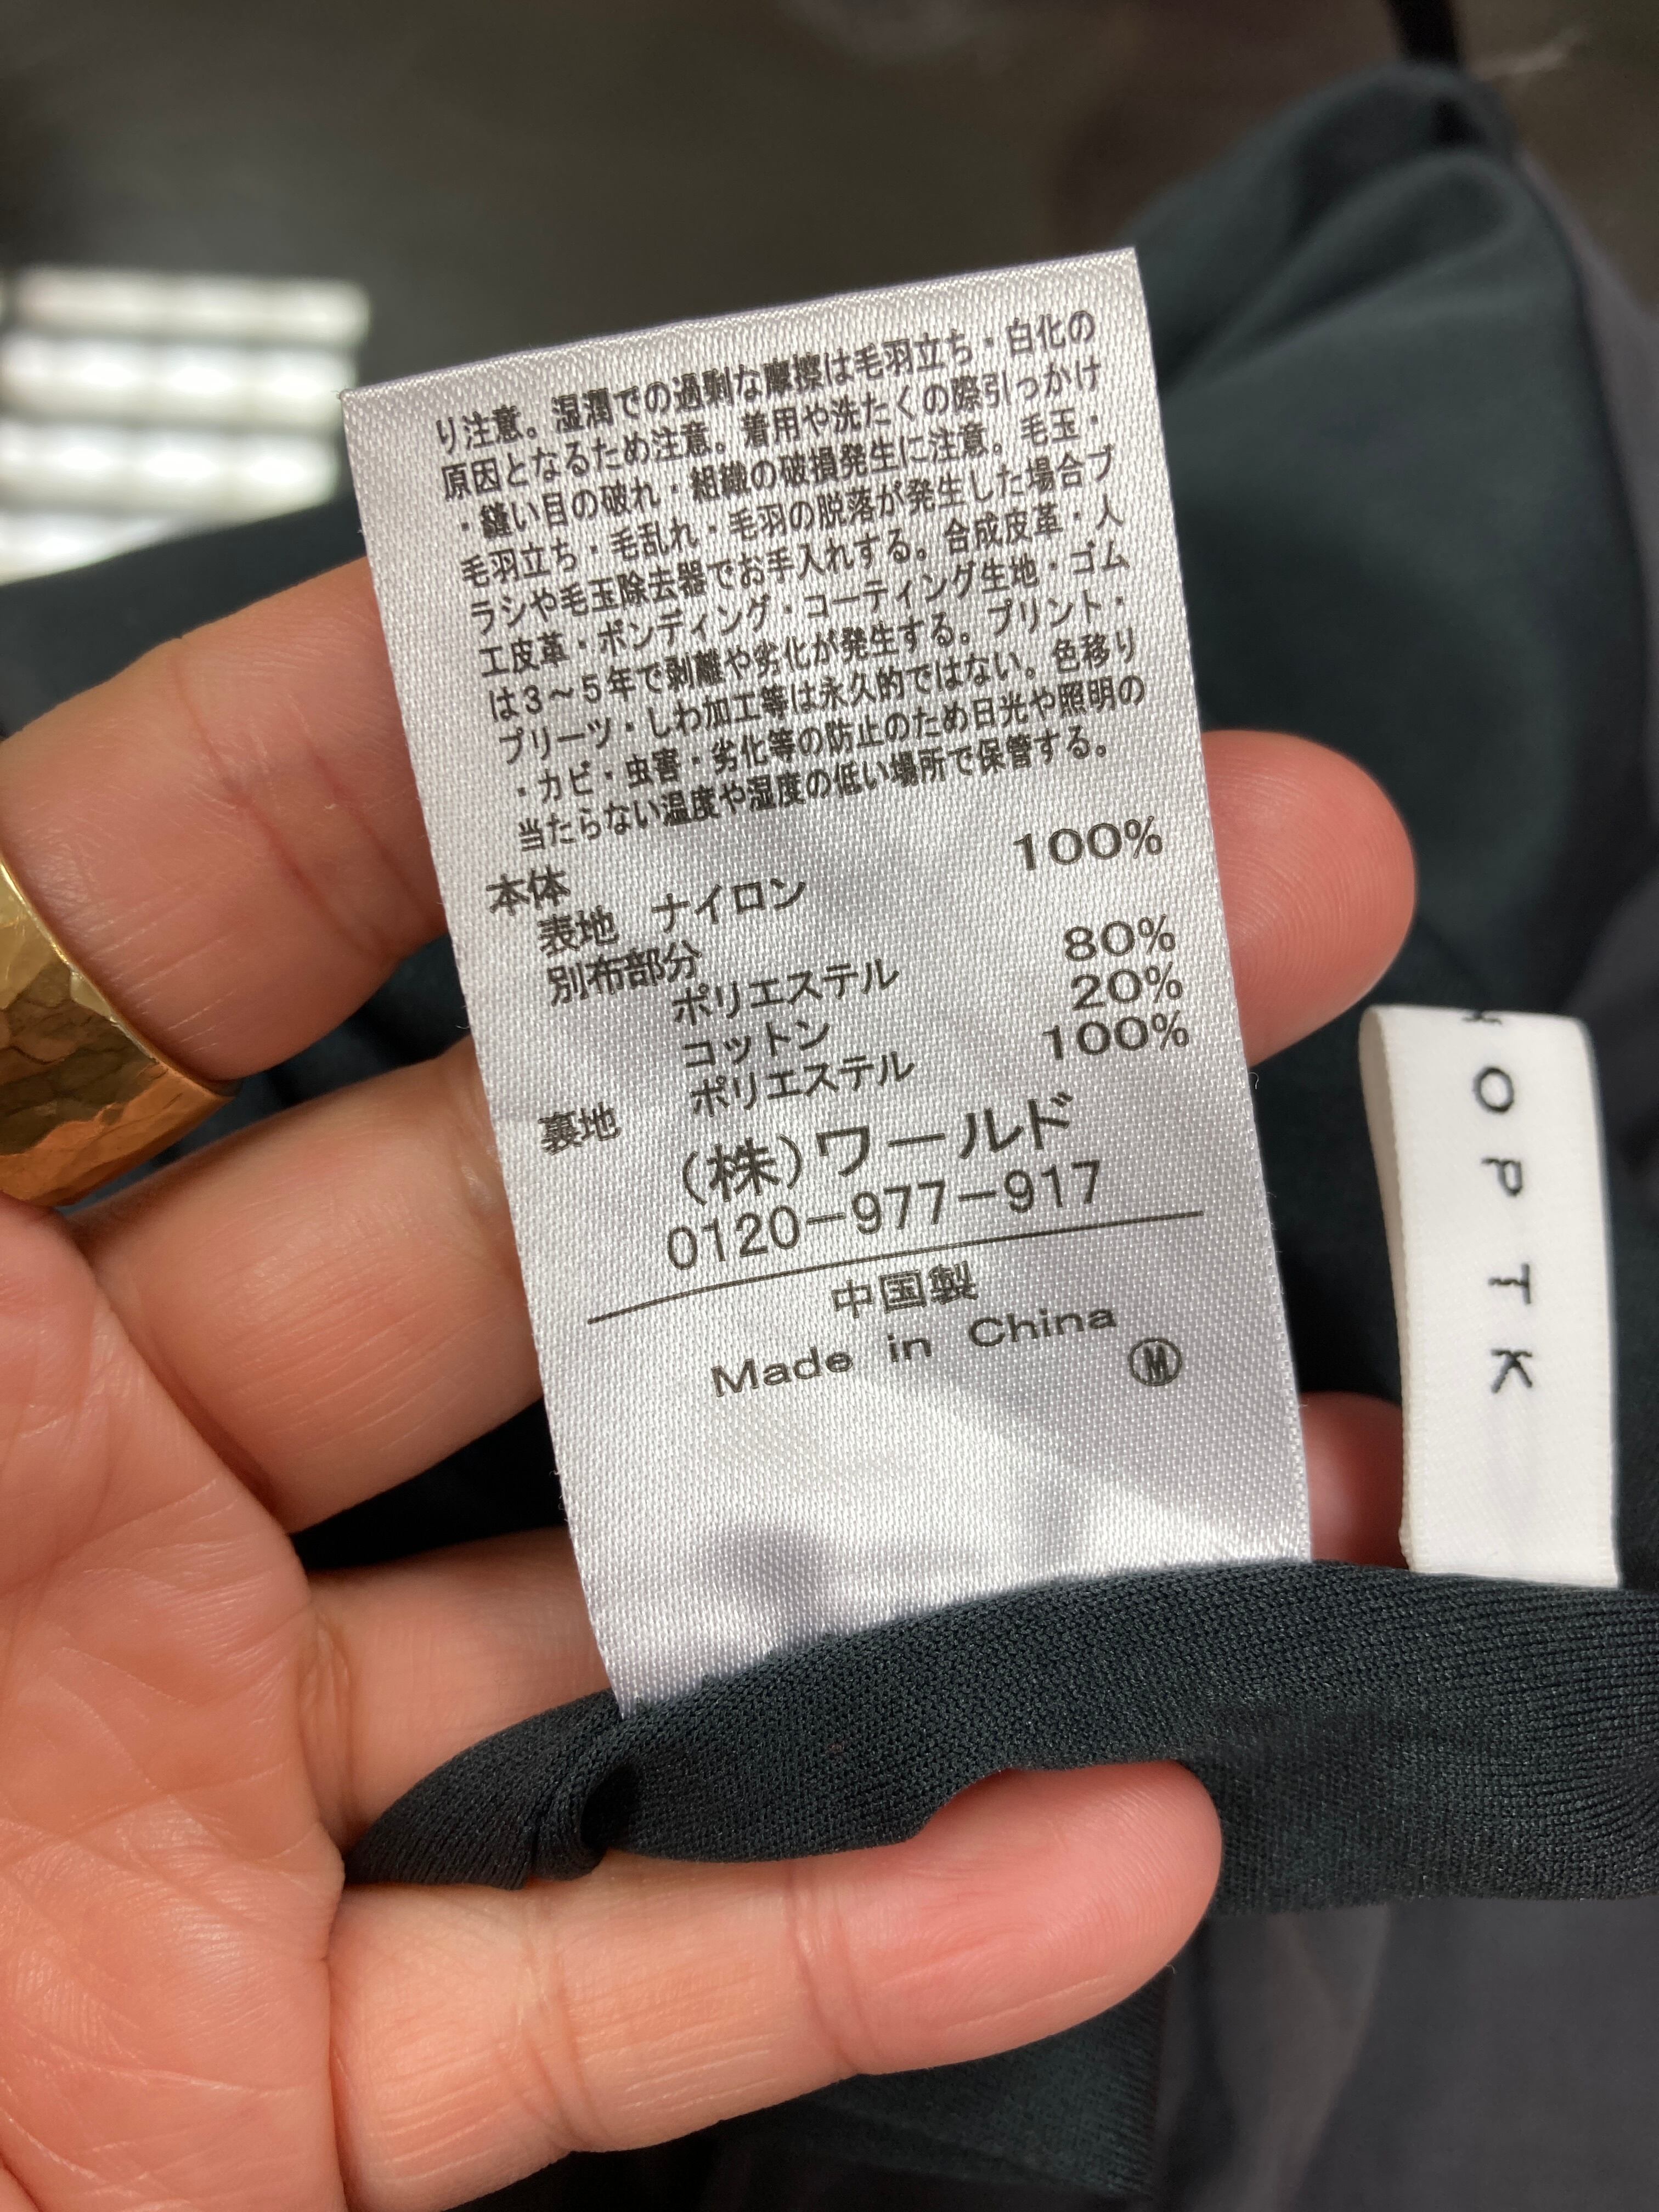 り注意。湿潤での過剰な摩擦は毛羽立ち・白化の
原因となるため注意。着用や洗たくの際引っかけ
・縫い目の破れ・組織の破損発生に注意。毛玉・
毛羽立ち・毛乱れ・毛羽の脱落が発生した場合ブ
ラシや毛玉除去器でお手入れする。合成皮革・人
工皮革・ボンディング・コーティング生地・ゴム
は3～5年で剥離や劣化が発生する。プリント・
プリーツ・しわ加工等は永久的ではない。色移り
・カビ・虫害・劣化等の防止のため日光や照明の
当たらない温度や湿度の低い場所で保管する。
本体
表地 ナイロン 100%
別布部分
ポリエステル 80%
コットン 20%
裏地 ポリエステル 100%
(株)ワールド
0120-977-917
中国製
Made in China
Ⓜ
OPTK